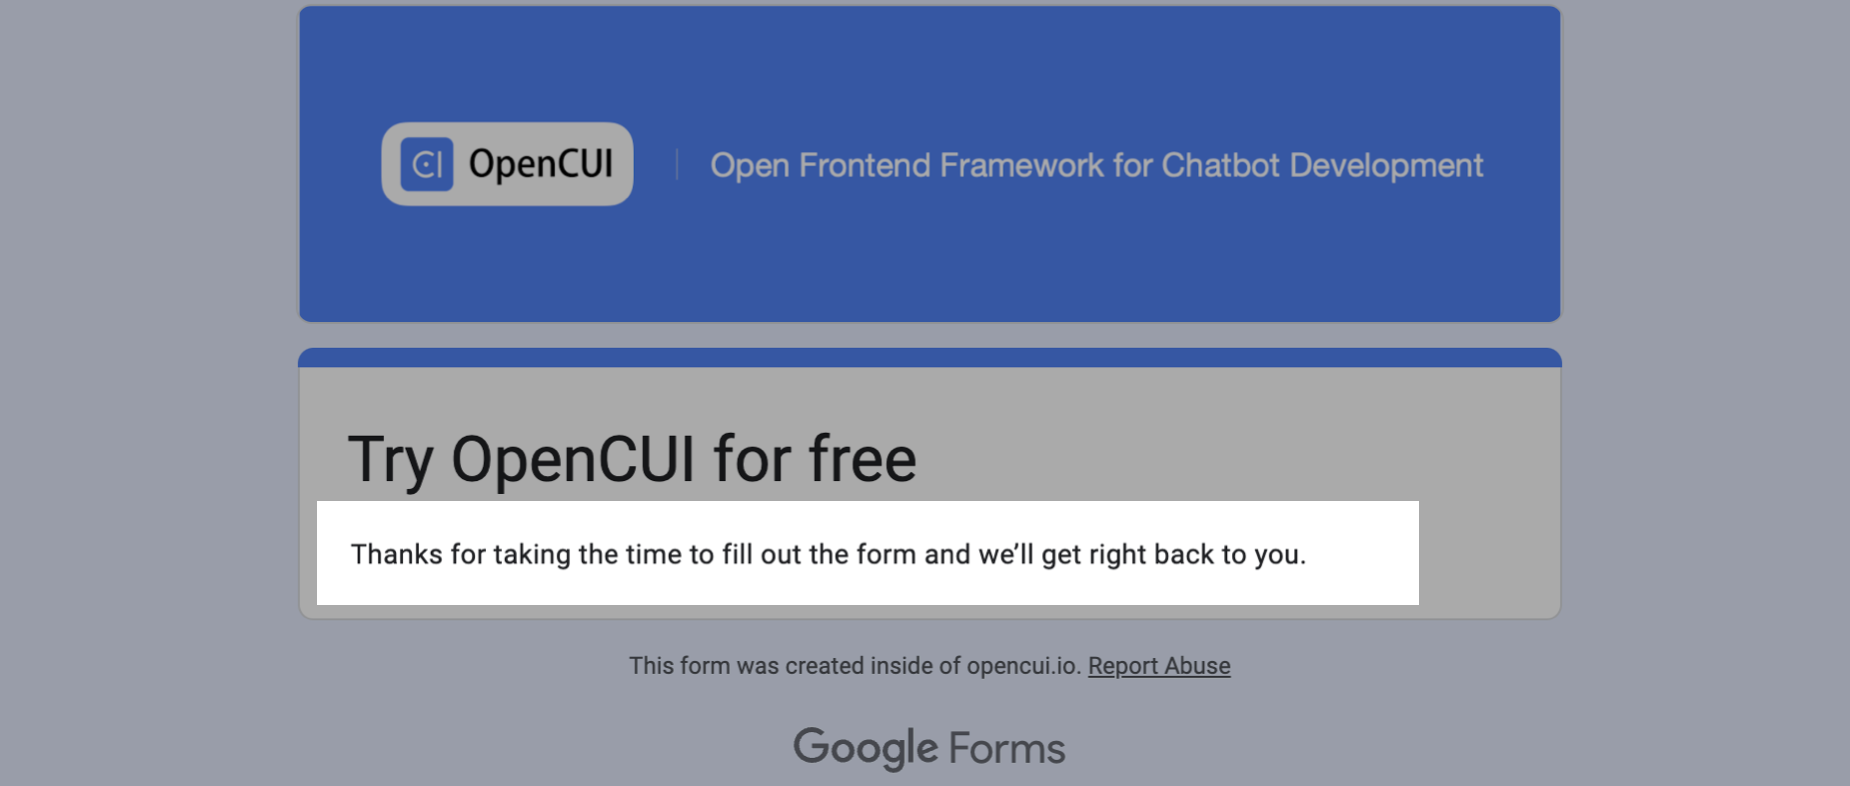 OpenCUI
Open Frontend Framework for Chatbot Development
Try OpenCUI for free
Thanks for taking the time to fill out the form and we’ll get right back to you.
This form was created inside of opencui.io. Report Abuse
Google Forms